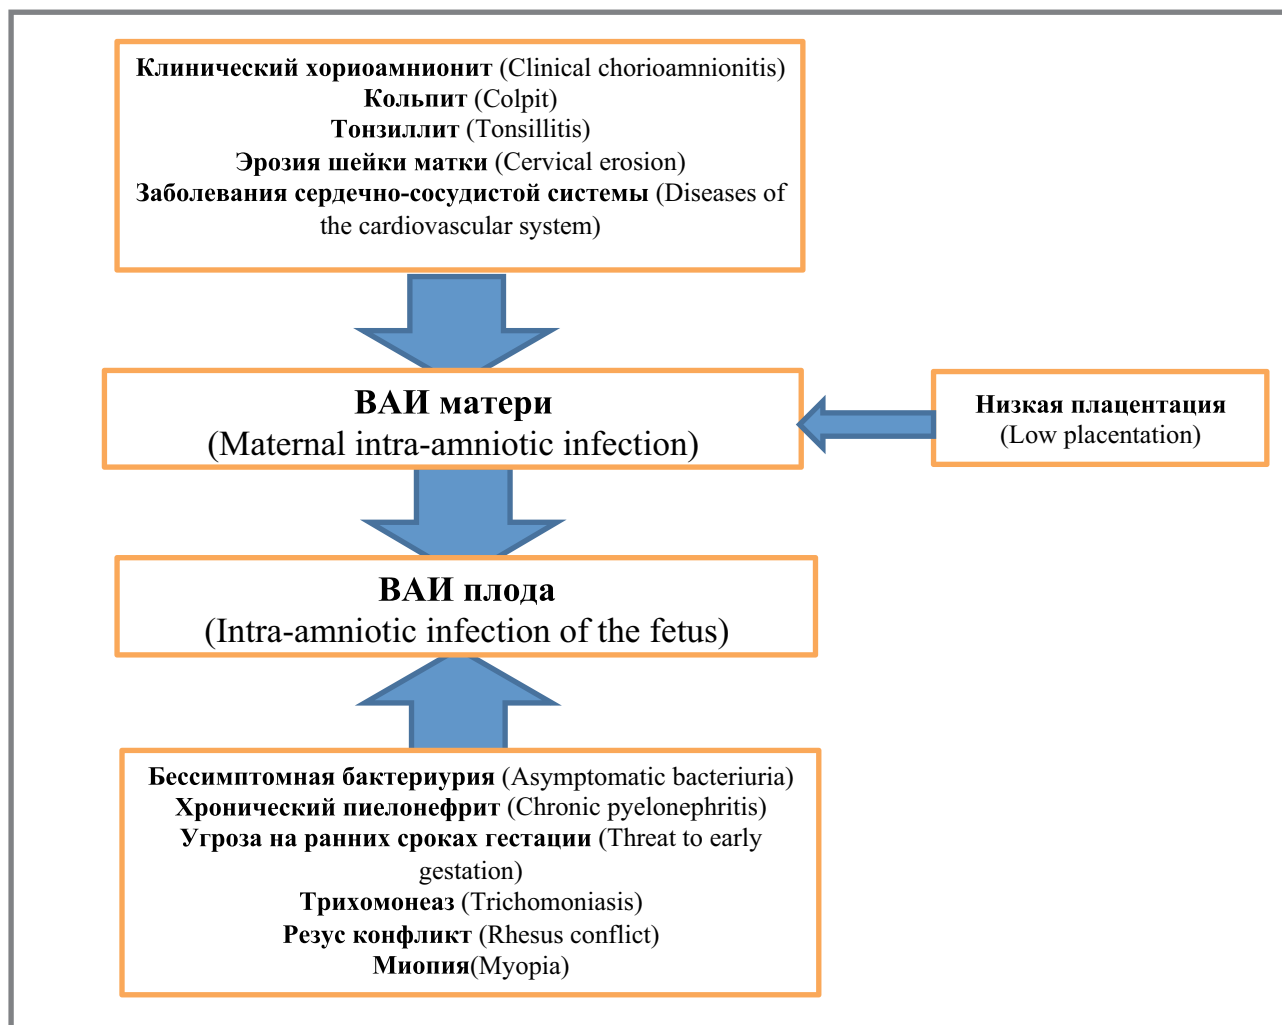 Клинический хориоамнионит (Clinical chorioamnionitis)
Кольпит (Colpit)
Тонзиллит (Tonsillitis)
Эрозия шейки матки (Cervical erosion)
Заболевания сердечно-сосудистой системы (Diseases of
the cardiovascular system)
ВАИ матери
(Maternal intra-amniotic infection)
Низкая плацентация
(Low placentation)
ВАИ плода
(Intra-amniotic infection of the fetus)
Бессимптомная бактериурия (Asymptomatic bacteriuria)
Хронический пиелонефрит (Chronic pyelonephritis)
Угроза на ранних сроках гестации (Threat to early
gestation)
Трихомонеаз (Trichomoniasis)
Резус конфликт (Rhesus conflict)
Миопия(Myopia)